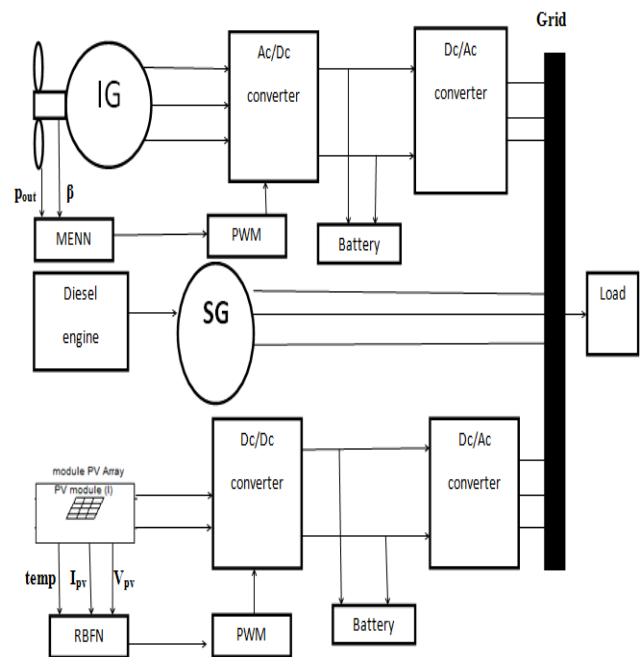 Grid
IG
Ac/Dc
converter
Dc/Ac
converter
Pout
β
MENN
PWM
Battery
Diesel
engine
SG
Load
module PV Array
PV module (I)
Dc/Dc
converter
Dc/Ac
converter
temp Ipv Vpv
RBFN
PWM
Battery